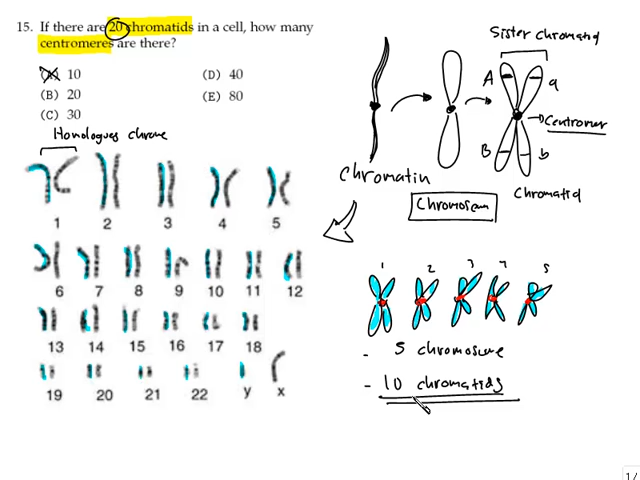 15. If there are 20 chromatids in a cell, how many
centromeres are there?
(A) 10
(B) 20
(C) 30
(D) 40
(E) 80
Homologues chrome
1 2 3 4 5
6 7 8 9 10 11 12
13 14 15 16 17 18
19 20 21 22 y x
Sister chromatid
A a
Centromer
B b
Chromatin
Chromatid
Chromosom
1 2 3 4 5
- 5 chromosome
- 10 chromatids